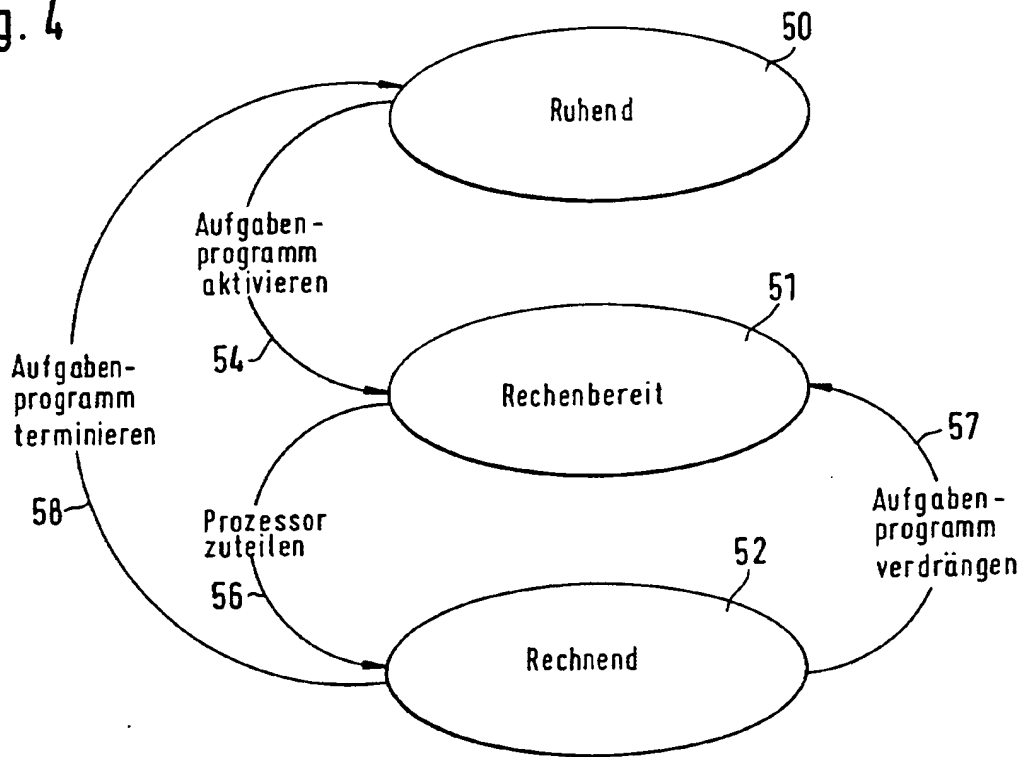 g. 4
50
Ruhend
Aufgaben-
programm
aktivieren
54
51
Rechenbereit
Aufgaben-
programm
terminieren
58
57
Aufgaben-
programm
verdrängen
Prozessor
zuteilen
56
52
Rechnend